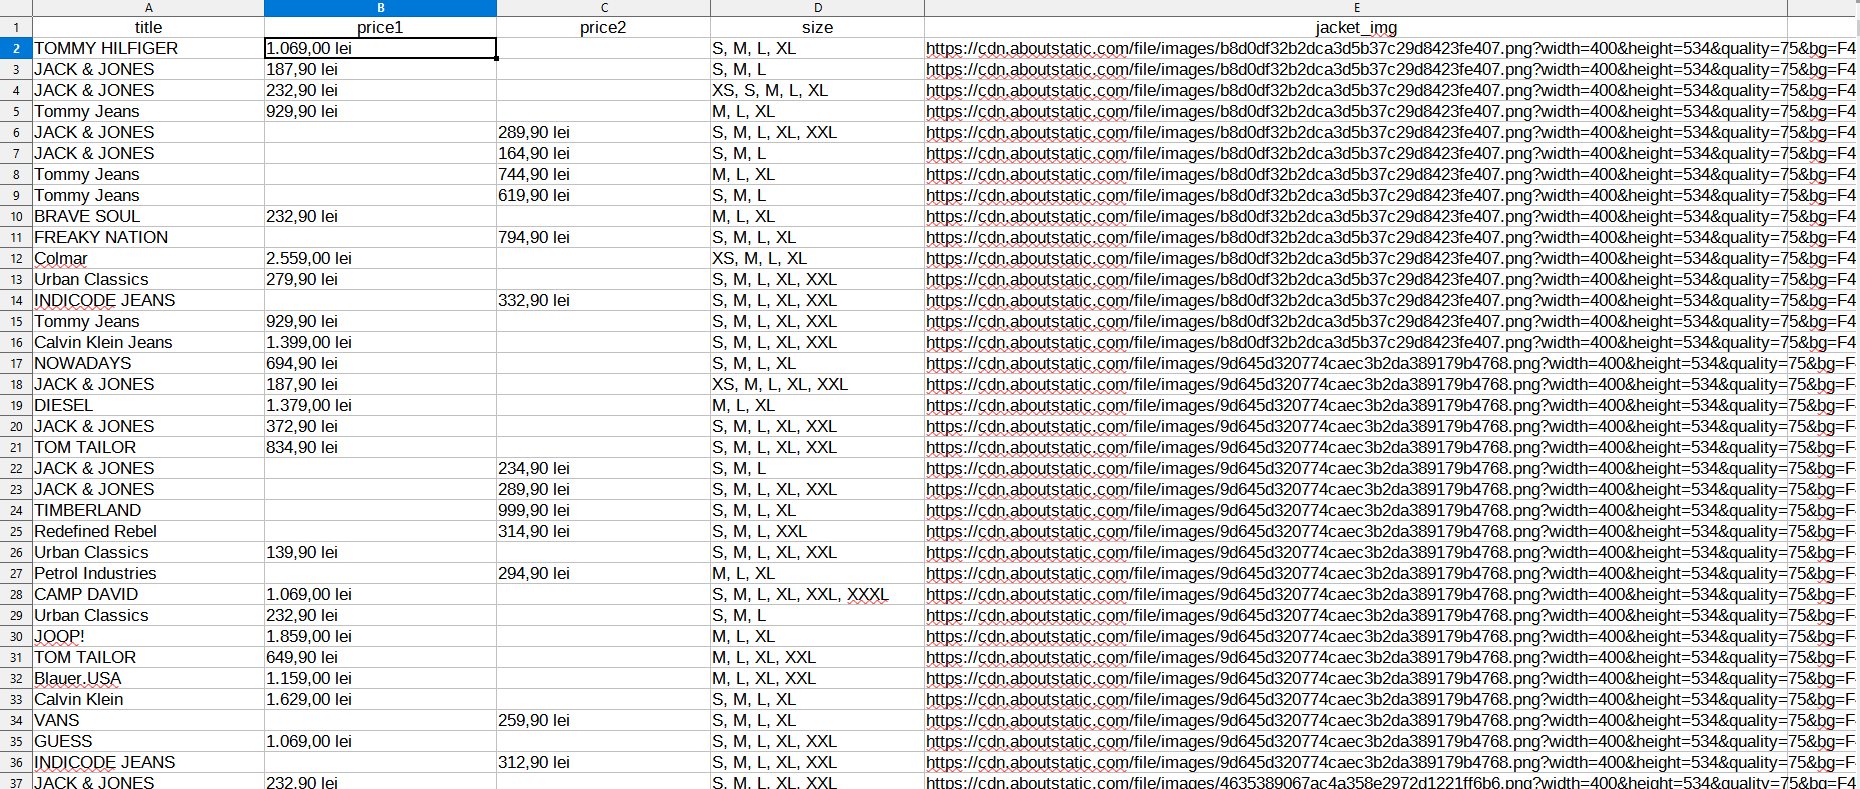 A B C D E
1 title price1 price2 size jacket_img
2 TOMMY HILFIGER 1.069,00 lei S, M, L, XL https://cdn.aboutstatic.com/file/images/b8d0df32b2dca3d5b37c29d8423fe407.png?width=400&height=534&quality=75&bg=F4
3 JACK & JONES 187,90 lei S, M, L https://cdn.aboutstatic.com/file/images/b8d0df32b2dca3d5b37c29d8423fe407.png?width=400&height=534&quality=75&bg=F4
4 JACK & JONES 232,90 lei XS, S, M, L, XL https://cdn.aboutstatic.com/file/images/b8d0df32b2dca3d5b37c29d8423fe407.png?width=400&height=534&quality=75&bg=F4
5 Tommy Jeans 929,90 lei M, L, XL https://cdn.aboutstatic.com/file/images/b8d0df32b2dca3d5b37c29d8423fe407.png?width=400&height=534&quality=75&bg=F4
6 JACK & JONES 289,90 lei S, M, L, XL, XXL https://cdn.aboutstatic.com/file/images/b8d0df32b2dca3d5b37c29d8423fe407.png?width=400&height=534&quality=75&bg=F4
7 JACK & JONES 164,90 lei S, M, L https://cdn.aboutstatic.com/file/images/b8d0df32b2dca3d5b37c29d8423fe407.png?width=400&height=534&quality=75&bg=F4
8 Tommy Jeans 744,90 lei M, L, XL https://cdn.aboutstatic.com/file/images/b8d0df32b2dca3d5b37c29d8423fe407.png?width=400&height=534&quality=75&bg=F4
9 Tommy Jeans 619,90 lei S, M, L https://cdn.aboutstatic.com/file/images/b8d0df32b2dca3d5b37c29d8423fe407.png?width=400&height=534&quality=75&bg=F4
10 BRAVE SOUL 232,90 lei M, L, XL https://cdn.aboutstatic.com/file/images/b8d0df32b2dca3d5b37c29d8423fe407.png?width=400&height=534&quality=75&bg=F4
11 FREAKY NATION 794,90 lei S, M, L, XL https://cdn.aboutstatic.com/file/images/b8d0df32b2dca3d5b37c29d8423fe407.png?width=400&height=534&quality=75&bg=F4
12 Colmar 2.559,00 lei XS, M, L, XL https://cdn.aboutstatic.com/file/images/b8d0df32b2dca3d5b37c29d8423fe407.png?width=400&height=534&quality=75&bg=F4
13 Urban Classics 279,90 lei S, M, L, XL, XXL https://cdn.aboutstatic.com/file/images/b8d0df32b2dca3d5b37c29d8423fe407.png?width=400&height=534&quality=75&bg=F4
14 INDICODE JEANS 332,90 lei S, M, L, XL, XXL https://cdn.aboutstatic.com/file/images/b8d0df32b2dca3d5b37c29d8423fe407.png?width=400&height=534&quality=75&bg=F4
15 Tommy Jeans 929,90 lei S, M, L, XL, XXL https://cdn.aboutstatic.com/file/images/b8d0df32b2dca3d5b37c29d8423fe407.png?width=400&height=534&quality=75&bg=F4
16 Calvin Klein Jeans 1.399,00 lei S, M, L, XL, XXL https://cdn.aboutstatic.com/file/images/b8d0df32b2dca3d5b37c29d8423fe407.png?width=400&height=534&quality=75&bg=F4
17 NOWADAYS 694,90 lei S, M, L, XL https://cdn.aboutstatic.com/file/images/9d645d320774caec3b2da389179b4768.png?width=400&height=534&quality=75&bg=F
18 JACK & JONES 187,90 lei XS, M, L, XL, XXL https://cdn.aboutstatic.com/file/images/9d645d320774caec3b2da389179b4768.png?width=400&height=534&quality=75&bg=F
19 DIESEL 1.379,00 lei M, L, XL https://cdn.aboutstatic.com/file/images/9d645d320774caec3b2da389179b4768.png?width=400&height=534&quality=75&bg=F
20 JACK & JONES 372,90 lei S, M, L, XL, XXL https://cdn.aboutstatic.com/file/images/9d645d320774caec3b2da389179b4768.png?width=400&height=534&quality=75&bg=F
21 TOM TAILOR 834,90 lei S, M, L, XL, XXL https://cdn.aboutstatic.com/file/images/9d645d320774caec3b2da389179b4768.png?width=400&height=534&quality=75&bg=F
22 JACK & JONES 234,90 lei S, M, L https://cdn.aboutstatic.com/file/images/9d645d320774caec3b2da389179b4768.png?width=400&height=534&quality=75&bg=F
23 JACK & JONES 289,90 lei S, M, L, XL, XXL https://cdn.aboutstatic.com/file/images/9d645d320774caec3b2da389179b4768.png?width=400&height=534&quality=75&bg=F
24 TIMBERLAND 999,90 lei S, M, L, XL https://cdn.aboutstatic.com/file/images/9d645d320774caec3b2da389179b4768.png?width=400&height=534&quality=75&bg=F
25 Redefined Rebel 314,90 lei S, M, L, XXL https://cdn.aboutstatic.com/file/images/9d645d320774caec3b2da389179b4768.png?width=400&height=534&quality=75&bg=F
26 Urban Classics 139,90 lei S, M, L, XL, XXL https://cdn.aboutstatic.com/file/images/9d645d320774caec3b2da389179b4768.png?width=400&height=534&quality=75&bg=F
27 Petrol Industries 294,90 lei M, L, XL https://cdn.aboutstatic.com/file/images/9d645d320774caec3b2da389179b4768.png?width=400&height=534&quality=75&bg=F
28 CAMP DAVID 1.069,00 lei S, M, L, XL, XXL, XXXL https://cdn.aboutstatic.com/file/images/9d645d320774caec3b2da389179b4768.png?width=400&height=534&quality=75&bg=F
29 Urban Classics 232,90 lei S, M, L https://cdn.aboutstatic.com/file/images/9d645d320774caec3b2da389179b4768.png?width=400&height=534&quality=75&bg=F
30 JOOP! 1.859,00 lei M, L, XL https://cdn.aboutstatic.com/file/images/9d645d320774caec3b2da389179b4768.png?width=400&height=534&quality=75&bg=F
31 TOM TAILOR 649,90 lei M, L, XL, XXL https://cdn.aboutstatic.com/file/images/9d645d320774caec3b2da389179b4768.png?width=400&height=534&quality=75&bg=F
32 Blauer.USA 1.159,00 lei M, L, XL, XXL https://cdn.aboutstatic.com/file/images/9d645d320774caec3b2da389179b4768.png?width=400&height=534&quality=75&bg=F
33 Calvin Klein 1.629,00 lei S, M, L, XL https://cdn.aboutstatic.com/file/images/9d645d320774caec3b2da389179b4768.png?width=400&height=534&quality=75&bg=F
34 VANS 259,90 lei S, M, L, XL https://cdn.aboutstatic.com/file/images/9d645d320774caec3b2da389179b4768.png?width=400&height=534&quality=75&bg=F
35 GUESS 1.069,00 lei S, M, L, XL, XXL https://cdn.aboutstatic.com/file/images/9d645d320774caec3b2da389179b4768.png?width=400&height=534&quality=75&bg=F
36 INDICODE JEANS 312,90 lei S, M, L, XL, XXL https://cdn.aboutstatic.com/file/images/9d645d320774caec3b2da389179b4768.png?width=400&height=534&quality=75&bg=F
37 JACK & JONES 232,90 lei S, M, L, XL, XXL https://cdn.aboutstatic.com/file/images/4635389067ac4a358e2972d1221ff6b6.png?width=400&height=534&quality=75&bg=F4